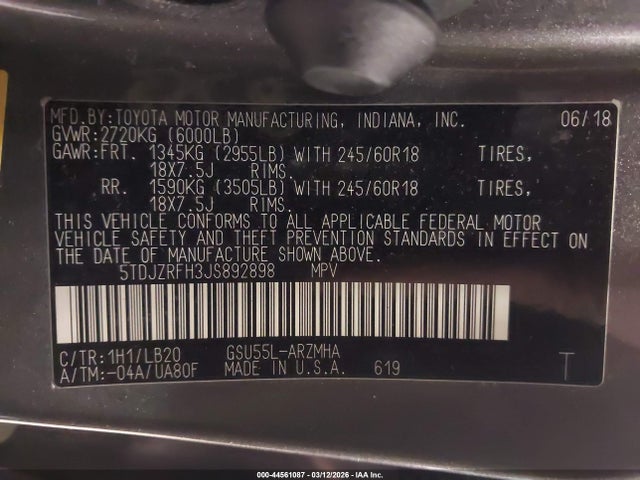 MFD.BY:TOYOTA MOTOR MANUFACTURING, INDIANA, INC. 06/18
GVWR:2720KG (6000LB)
GAWR:FRT. 1345KG (2955LB) WITH 245/60R18 TIRES,
18X7.5J RIMS.
RR. 1590KG (3505LB) WITH 245/60R18 TIRES,
18X7.5J RIMS.
THIS VEHICLE CONFORMS TO ALL APPLICABLE FEDERAL MOTOR
VEHICLE SAFETY AND THEFT PREVENTION STANDARDS IN EFFECT ON
THE DATE OF MANUFACTURE SHOWN ABOVE.
5TDJZRFH3JS892898 MPV
C/TR:1H1/LB20 GSU55L-ARZMHA
A/TM:-04A/UA80F MADE IN U.S.A. 619 T
000-44561087 - 03/12/2026 - IAA Inc.